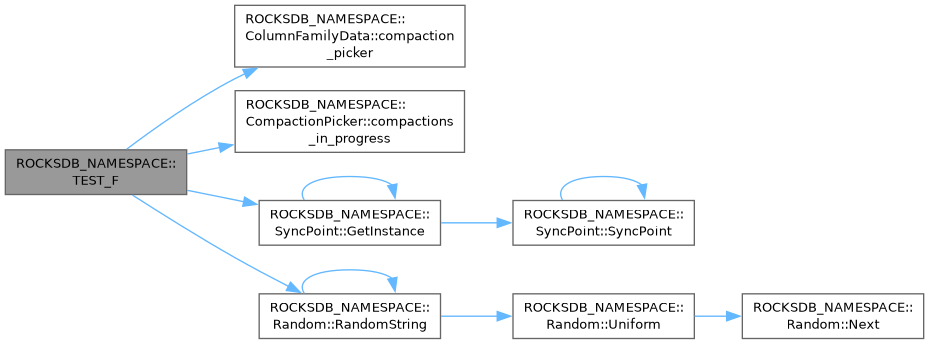 ROCKSDB_NAMESPACE::
ColumnFamilyData::compaction
_picker
ROCKSDB_NAMESPACE::
CompactionPicker::compactions
_in_progress
ROCKSDB_NAMESPACE::
TEST_F
ROCKSDB_NAMESPACE::
SyncPoint::GetInstance
ROCKSDB_NAMESPACE::
SyncPoint::SyncPoint
ROCKSDB_NAMESPACE::
Random::RandomString
ROCKSDB_NAMESPACE::
Random::Uniform
ROCKSDB_NAMESPACE::
Random::Next